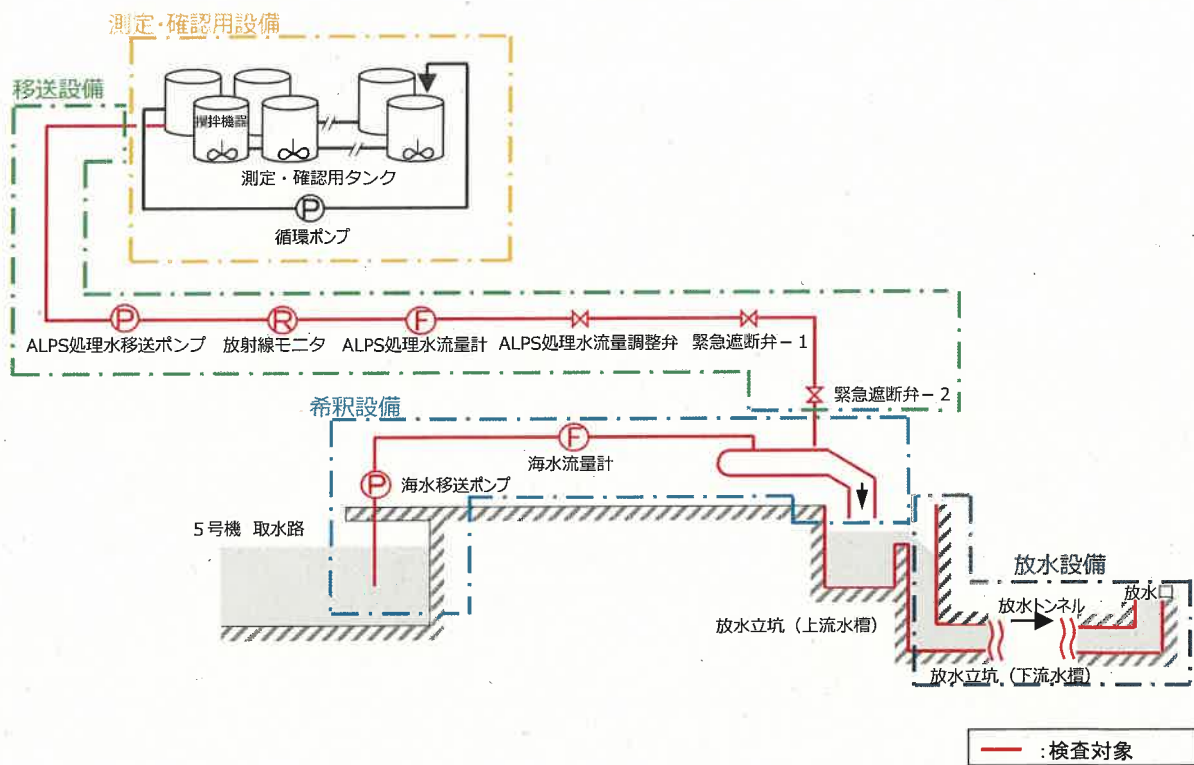 測定・確認用設備
移送設備
攪拌機器
測定・確認用タンク
P
循環ポンプ
P
R
F
ALPS処理水移送ポンプ
放射線モニタ
ALPS処理水流量計
ALPS処理水流量調整弁
緊急遮断弁－1
緊急遮断弁－2
希釈設備
F
海水流量計
P
海水移送ポンプ
5号機 取水路
放水設備
放水口
放水トンネル
放水立坑（上流水槽）
放水立坑（下流水槽）
：検査対象